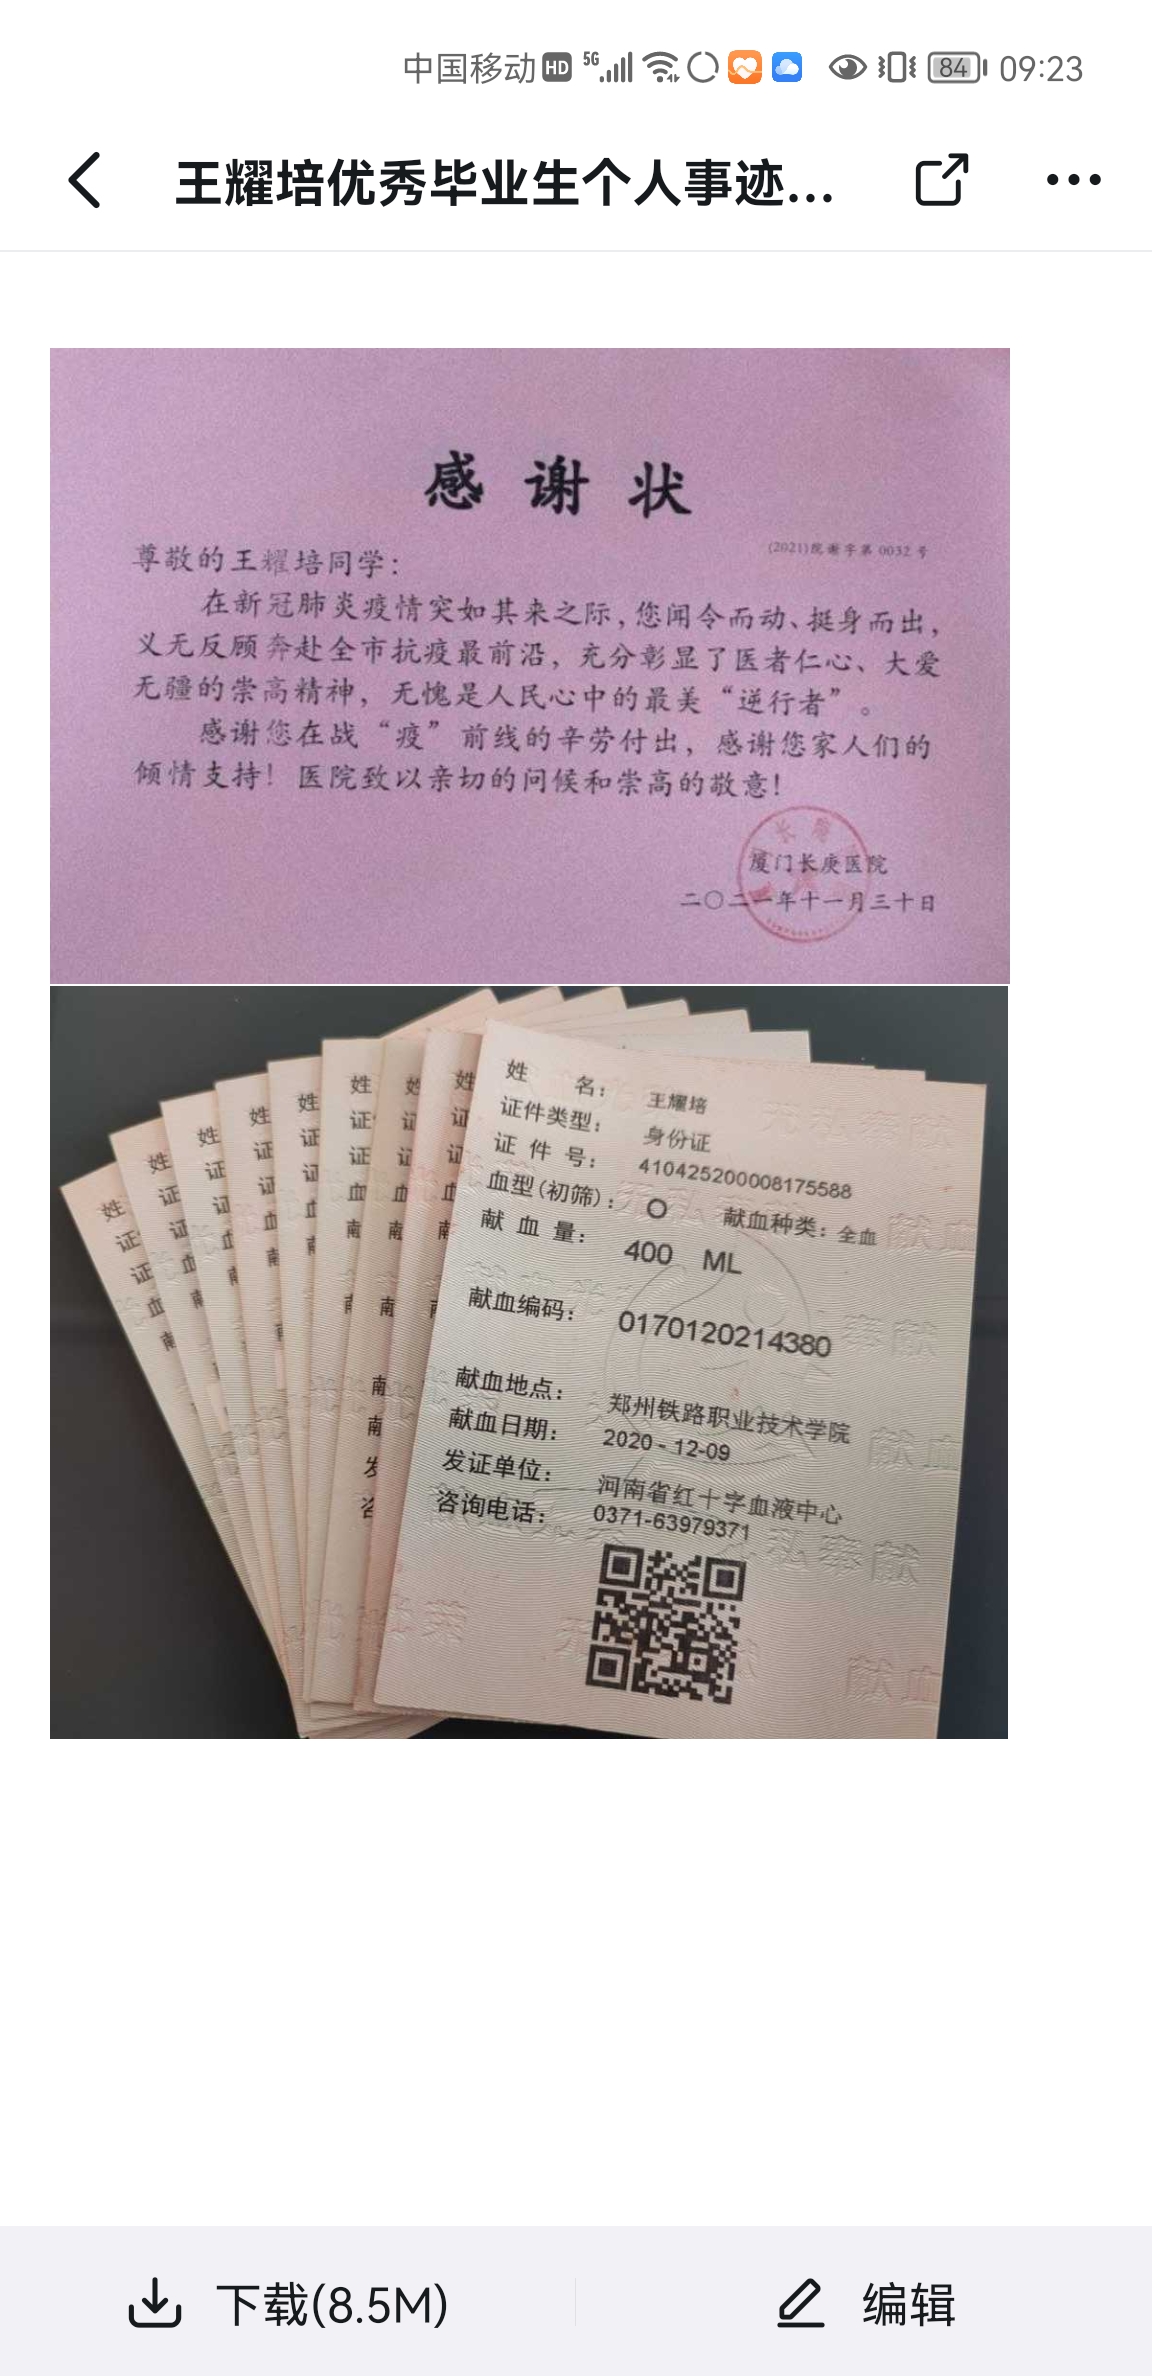 中国移动 HD 5G 84 09:23
王耀培优秀毕业生个人事迹...
感谢状
(2021)院谢字第 0032 号
尊敬的王耀培同学：
在新冠肺炎疫情突如其来之际，您闻令而动、挺身而出，
义无反顾奔赴全市抗疫最前沿，充分彰显了医者仁心、大爱
无疆的崇高精神，无愧是人民心中的最美“逆行者”。
感谢您在战“疫”前线的辛劳付出，感谢您家人们的
倾情支持！医院致以亲切的问候和崇高的敬意！
厦门长庚医院
二〇二一年十一月三十日
姓 名： 王耀培
证件类型： 身份证
证 件 号： 410425200008175588
血型(初筛)： O 献血种类：全血
献 血 量： 400 ML
献血编码： 0170120214380
献血地点： 郑州铁路职业技术学院
献血日期： 2020-12-09
发证单位： 河南省红十字血液中心
咨询电话： 0371-63979371
下载(8.5M)
编辑